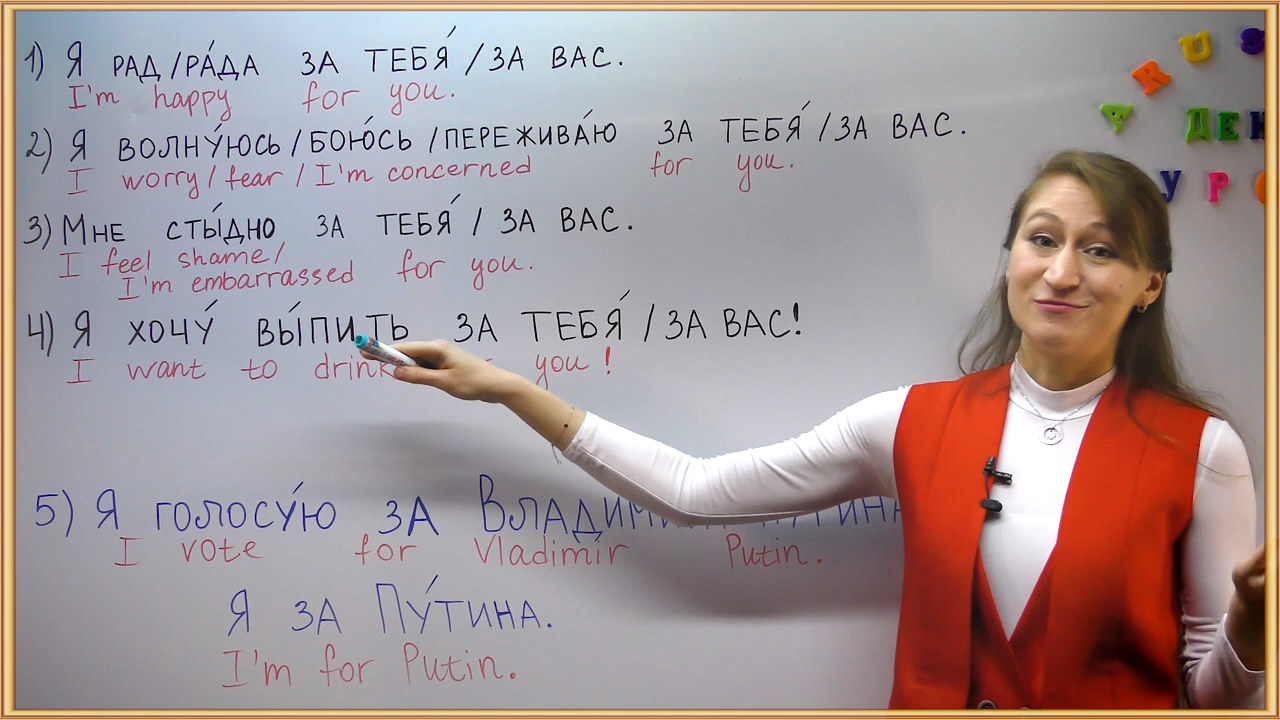 1) Я РАД/РА́ДА ЗА ТЕБЯ́/ЗА ВАС.
I'm happy for you.
2) Я ВОЛНУ́ЮСЬ/БОЮ́СЬ/ПЕРЕЖИВА́Ю ЗА ТЕБЯ́/ЗА ВАС.
I worry/fear/I'm concerned for you.
3) МНЕ СТЫ́ДНО ЗА ТЕБЯ́/ЗА ВАС.
I feel shame/
I'm embarrassed for you.
4) Я ХОЧУ́ ВЫ́ПИТЬ ЗА ТЕБЯ́/ЗА ВАС!
I want to drink you!
5) Я ГОЛОСУ́Ю ЗА
I vote for Vladimir Putin.
Я ЗА ПУ́ТИНА.
I'm for Putin.